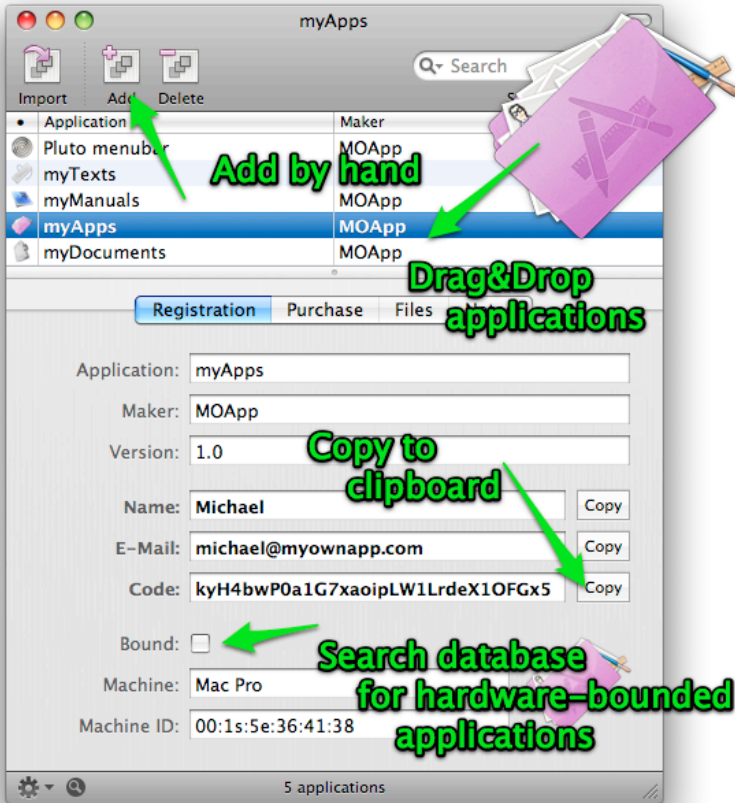 myApps
Search
Import Add Delete
Application Maker
Pluto menubar MOApp
myTexts
myManuals MOApp
myApps MOApp
myDocuments MOApp
Add by hand
Drag&Drop
applications
Registration Purchase Files
Application: myApps
Maker: MOApp
Version: 1.0
Copy to
clipboard
Name: Michael Copy
E-Mail: michael@myownapp.com Copy
Code: kyH4bwP0a1G7xaoipLW1LrdeX1OFGx5 Copy
Bound:
Search database
for hardware-bounded
applications
Machine: Mac Pro
Machine ID: 00:1s:5e:36:41:38
5 applications